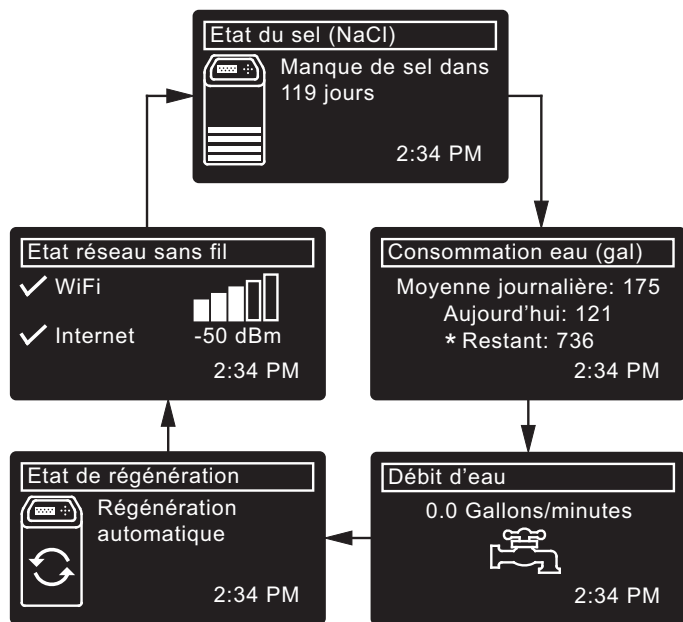 Etat du sel (NaCl)
Manque de sel dans
119 jours
2:34 PM
Etat réseau sans fil
WiFi
Internet
-50 dBm
2:34 PM
Consommation eau (gal)
Moyenne journalière: 175
Aujourd'hui: 121
* Restant: 736
2:34 PM
Etat de régénération
Régénération
automatique
2:34 PM
Débit d'eau
0.0 Gallons/minutes
2:34 PM